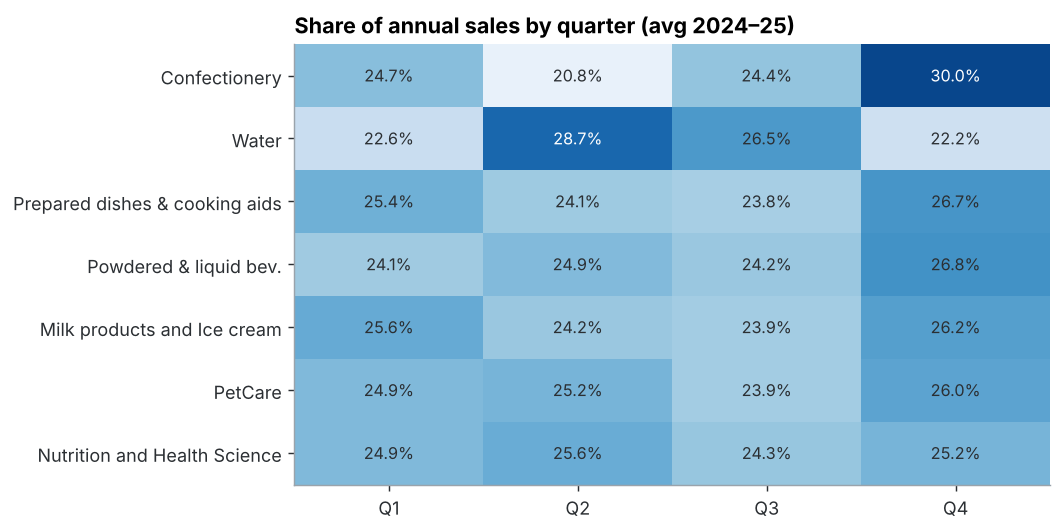 Share of annual sales by quarter (avg 2024–25)
Confectionery 24.7% 20.8% 24.4% 30.0%
Water 22.6% 28.7% 26.5% 22.2%
Prepared dishes & cooking aids 25.4% 24.1% 23.8% 26.7%
Powdered & liquid bev. 24.1% 24.9% 24.2% 26.8%
Milk products and Ice cream 25.6% 24.2% 23.9% 26.2%
PetCare 24.9% 25.2% 23.9% 26.0%
Nutrition and Health Science 24.9% 25.6% 24.3% 25.2%
Q1 Q2 Q3 Q4